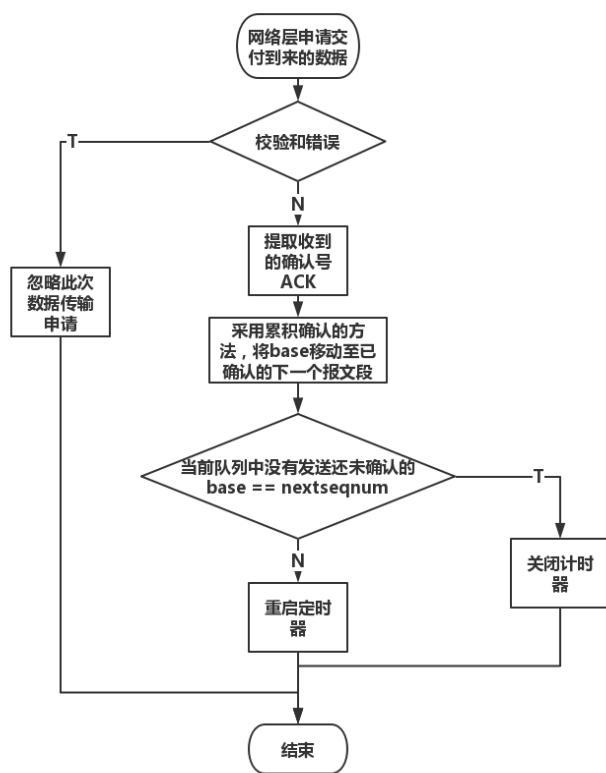 网络层申请交
付到来的数据
校验和错误
T
N
提取收到
的确认号
ACK
忽略此次
数据传输
申请
采用累积确认的方
法，将base移动至已
确认的下一个报文段
当前队列中没有发送还未确认的
base == nextseqnum
T
N
关闭计时
器
重启定时
器
结束